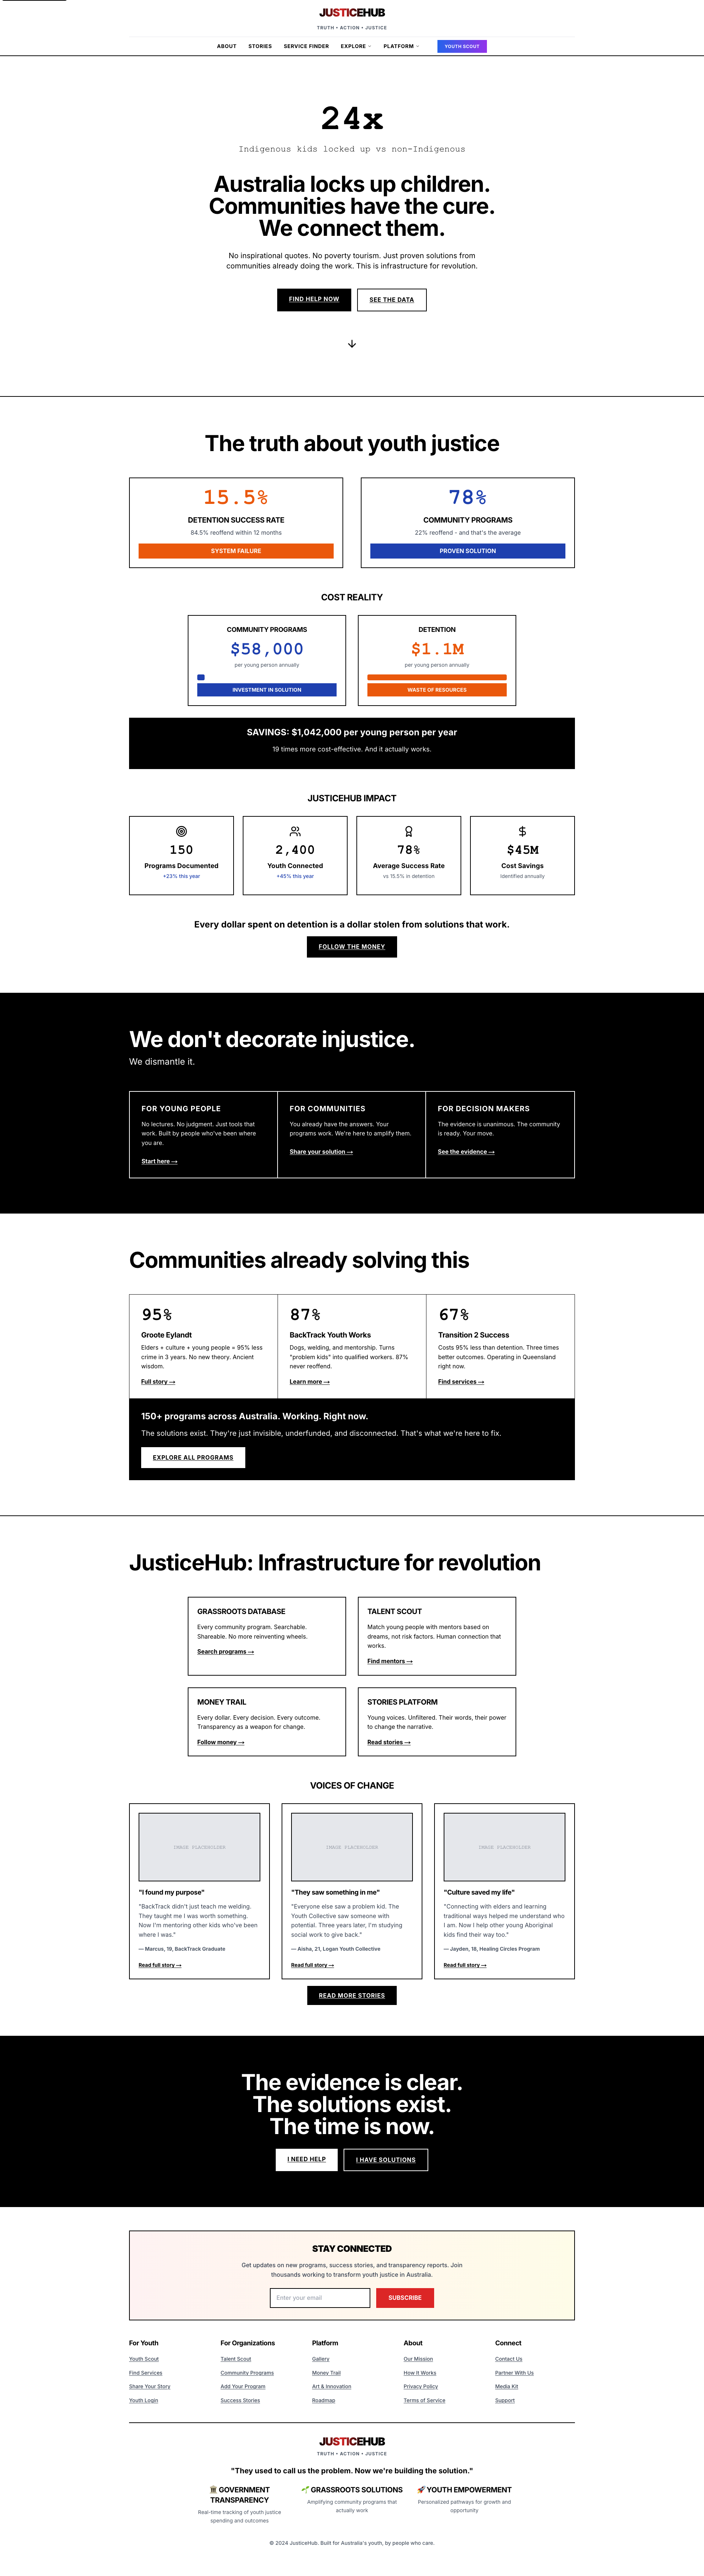 JUSTICEHUB
TRUTH • ACTION • JUSTICE
ABOUT STORIES SERVICE FINDER EXPLORE PLATFORM YOUTH SCOUT
24x
Indigenous kids locked up vs non-Indigenous
Australia locks up children.
Communities have the cure.
We connect them.
No inspirational quotes. No poverty tourism. Just proven solutions from
communities already doing the work. This is infrastructure for revolution.
FIND HELP NOW SEE THE DATA
The truth about youth justice
15.5%
DETENTION SUCCESS RATE
84.5% reoffend within 12 months
SYSTEM FAILURE
78%
COMMUNITY PROGRAMS
22% reoffend - and that's the average
PROVEN SOLUTION
COST REALITY
COMMUNITY PROGRAMS
$58,000
per young person annually
INVESTMENT IN SOLUTION
DETENTION
$1.1M
per young person annually
WASTE OF RESOURCES
SAVINGS: $1,042,000 per young person per year
19 times more cost-effective. And it actually works.
JUSTICEHUB IMPACT
150
Programs Documented
+23% this year
2,400
Youth Connected
+45% this year
78%
Average Success Rate
vs 15.5% in detention
$45M
Cost Savings
Identified annually
Every dollar spent on detention is a dollar stolen from solutions that work.
FOLLOW THE MONEY
We don't decorate injustice.
We dismantle it.
FOR YOUNG PEOPLE
No lectures. No judgment. Just tools that
work. Built by people who've been where
you are.
Start here →
FOR COMMUNITIES
You already have the answers. Your
programs work. We're here to amplify them.
Share your solution →
FOR DECISION MAKERS
The evidence is unanimous. The community
is ready. Your move.
See the evidence →
Communities already solving this
95%
Groote Eylandt
Elders + culture + young people = 95% less
crime in 3 years. No new theory. Ancient
wisdom.
Full story →
87%
BackTrack Youth Works
Dogs, welding, and mentorship. Turns
"problem kids" into qualified workers. 87%
never reoffend.
Learn more →
67%
Transition 2 Success
Costs 95% less than detention. Three times
better outcomes. Operating in Queensland
right now.
Find services →
150+ programs across Australia. Working. Right now.
The solutions exist. They're just invisible, underfunded, and disconnected. That's what we're here to fix.
EXPLORE ALL PROGRAMS
JusticeHub: Infrastructure for revolution
GRASSROOTS DATABASE
Every community program. Searchable.
Shareable. No more reinventing wheels.
Search programs →
TALENT SCOUT
Match young people with mentors based on
dreams, not risk factors. Human connection that
works.
Find mentors →
MONEY TRAIL
Every dollar. Every decision. Every outcome.
Transparency as a weapon for change.
Follow money →
STORIES PLATFORM
Young voices. Unfiltered. Their words, their power
to change the narrative.
Read stories →
VOICES OF CHANGE
IMAGE PLACEHOLDER
"I found my purpose"
"BackTrack didn't just teach me welding.
They taught me I was worth something.
Now I'm mentoring other kids who've been
where I was."
— Marcus, 19, BackTrack Graduate
Read full story →
IMAGE PLACEHOLDER
"They saw something in me"
"Everyone else saw a problem kid. The
Youth Collective saw someone with
potential. Three years later, I'm studying
social work to give back."
— Aisha, 21, Logan Youth Collective
Read full story →
IMAGE PLACEHOLDER
"Culture saved my life"
"Connecting with elders and learning
traditional ways helped me understand who
I am. Now I help other young Aboriginal
kids find their way too."
— Jayden, 18, Healing Circles Program
Read full story →
READ MORE STORIES
The evidence is clear.
The solutions exist.
The time is now.
I NEED HELP I HAVE SOLUTIONS
STAY CONNECTED
Get updates on new programs, success stories, and transparency reports. Join
thousands working to transform youth justice in Australia.
Enter your email SUBSCRIBE
For Youth
Youth Scout
Find Services
Share Your Story
Youth Login
For Organizations
Talent Scout
Community Programs
Add Your Program
Success Stories
Platform
Gallery
Money Trail
Art & Innovation
Roadmap
About
Our Mission
How It Works
Privacy Policy
Terms of Service
Connect
Contact Us
Partner With Us
Media Kit
Support
JUSTICEHUB
TRUTH • ACTION • JUSTICE
"They used to call us the problem. Now we're building the solution."
🏛️ GOVERNMENT
TRANSPARENCY
Real-time tracking of youth justice
spending and outcomes
🌱 GRASSROOTS SOLUTIONS
Amplifying community programs that
actually work
🚀 YOUTH EMPOWERMENT
Personalized pathways for growth and
opportunity
© 2024 JusticeHub. Built for Australia's youth, by people who care.